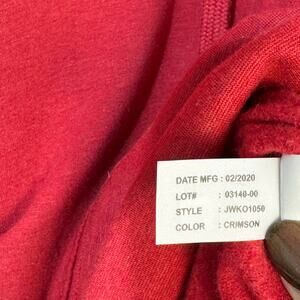 DATE MFG : 02/2020
LOT# : 03140-00
STYLE : JWKO1050
COLOR : CRIMSON